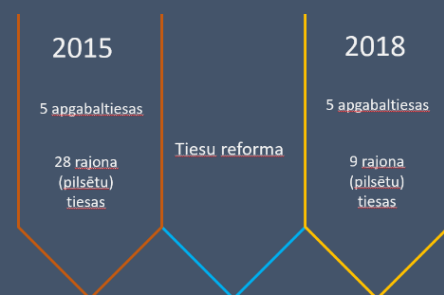 2015
5 apgabaltiesas
28 rajona
(pilsētu)
tiesas
Tiesu reforma
2018
5 apgabaltiesas
9 rajona
(pilsētu)
tiesas